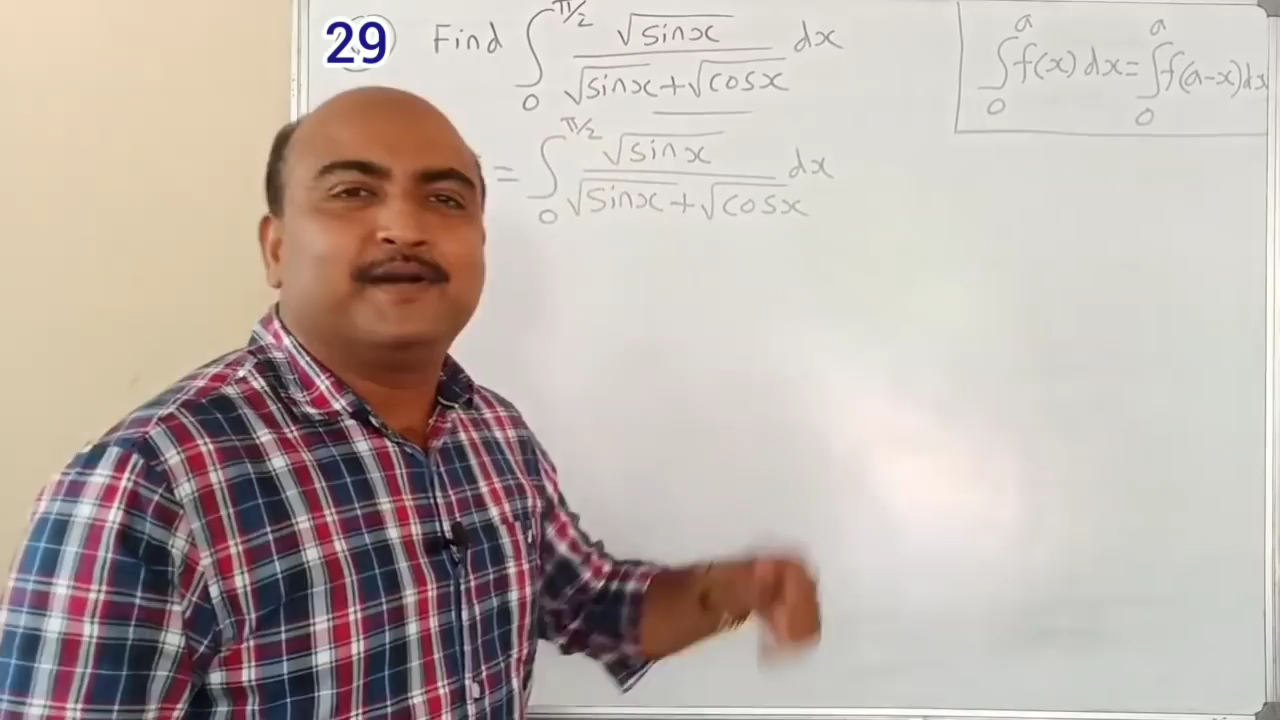 29 Find ∫₀^π/2 √sinx / (√sinx + √cosx) dx
= ∫₀^π/2 √sinx / (√sinx + √cosx) dx
∫₀^a f(x) dx = ∫₀^a f(a-x) dx